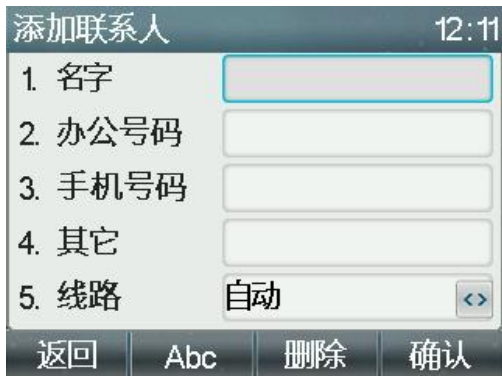 添加联系人 12:11
1. 名字
2. 办公号码
3. 手机号码
4. 其它
5. 线路 自动
返回 Abc 删除 确认